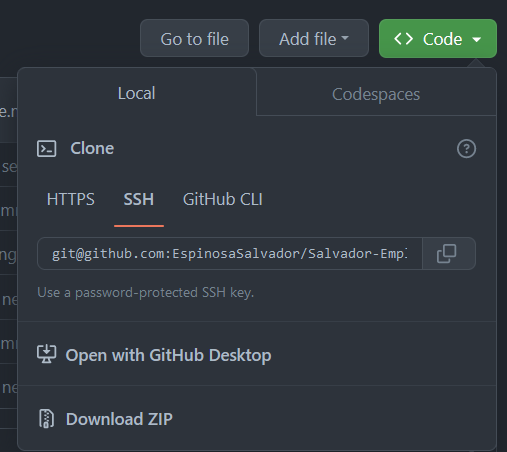 Go to file
Add file
Code
Local
Codespaces
Clone
HTTPS
SSH
GitHub CLI
git@github.com:EspinosaSalvador/Salvador-Emp
Use a password-protected SSH key.
Open with GitHub Desktop
Download ZIP